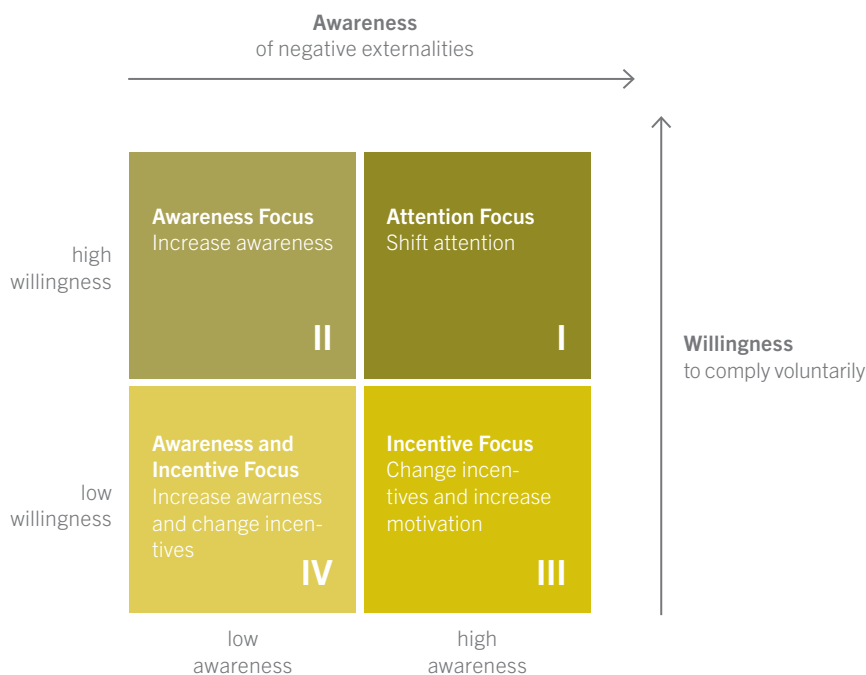 Awareness
of negative externalities
high
willingness
Awareness Focus
Increase awareness
II
Attention Focus
Shift attention
I
Willingness
to comply voluntarily
low
willingness
Awareness and
Incentive Focus
Increase awarness
and change incen-
tives
IV
Incentive Focus
Change incen-
tives and increase
motivation
III
low
awareness
high
awareness